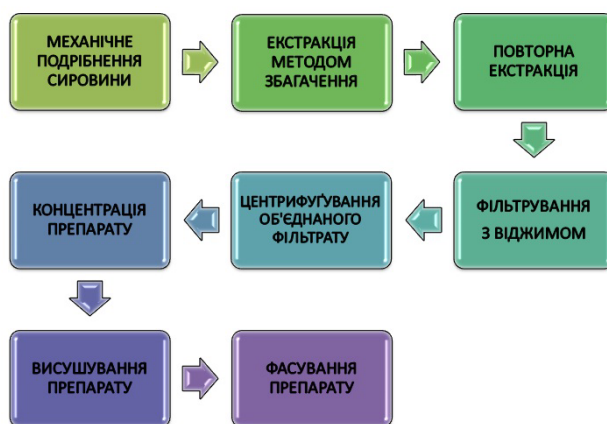 МЕХАНІЧНЕ
ПОДРІБНЕННЯ
СИРОВИНИ
ЕКСТРАКЦІЯ
МЕТОДОМ
ЗБАГАЧЕННЯ
ПОВТОРНА
ЕКСТРАКЦІЯ
ФІЛЬТРУВАННЯ
З ВІДЖИМОМ
ЦЕНТРИФУҐУВАННЯ
ОБ'ЄДНАНОГО
ФІЛЬТРАТУ
КОНЦЕНТРАЦІЯ
ПРЕПАРАТУ
ВИСУШУВАННЯ
ПРЕПАРАТУ
ФАСУВАННЯ
ПРЕПАРАТУ